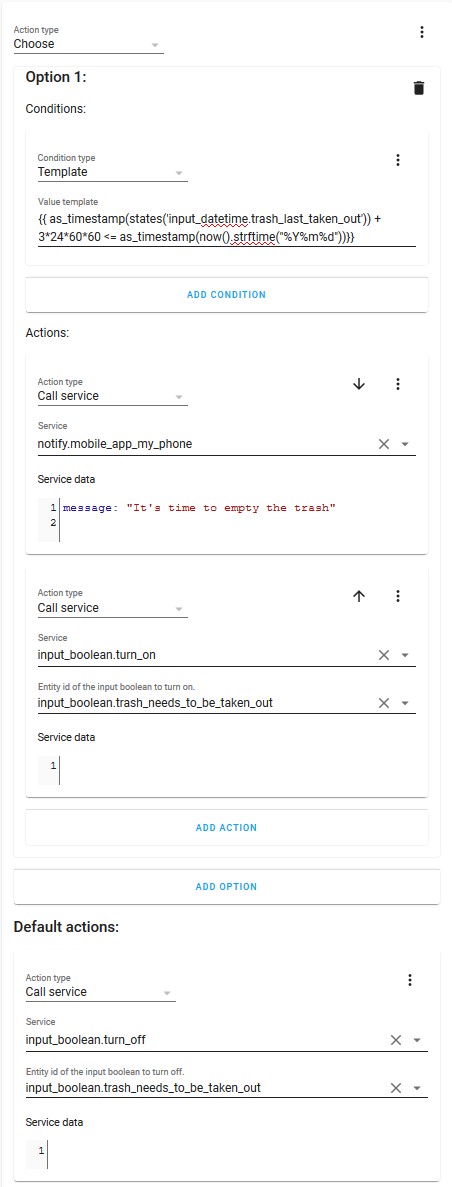 Action type
Choose
Option 1:
Conditions:
Condition type
Template
Value template
{{ as_timestamp(states('input_datetime.trash_last_taken_out')) +
3*24*60*60 <= as_timestamp(now().strftime("%Y%m%d"))}}
ADD CONDITION
Actions:
Action type
Call service
Service
notify.mobile_app_my_phone
Service data
1 message: "It's time to empty the trash"
2
Action type
Call service
Service
input_boolean.turn_on
Entity id of the input boolean to turn on.
input_boolean.trash_needs_to_be_taken_out
Service data
1
ADD ACTION
ADD OPTION
Default actions:
Action type
Call service
Service
input_boolean.turn_off
Entity id of the input boolean to turn off.
input_boolean.trash_needs_to_be_taken_out
Service data
1